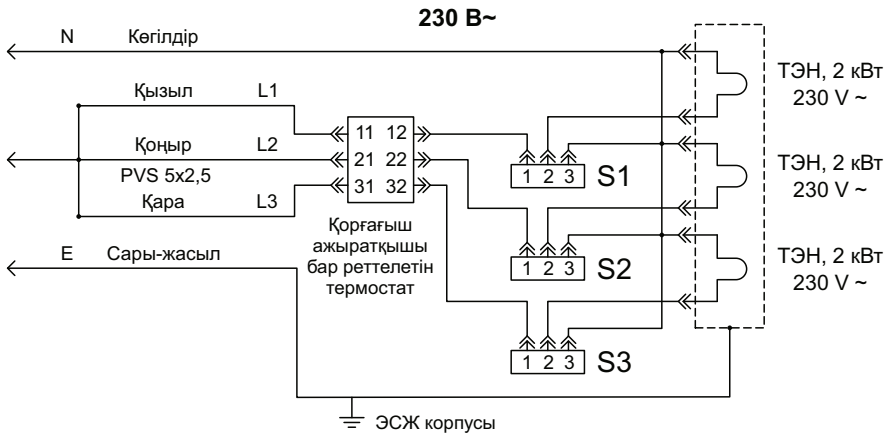 230 В~
N Көгілдір
Қызыл L1
Қоңыр L2
PVS 5x2,5
Қара L3
E Сары-жасыл
11 12
21 22
31 32
Қорғағыш
ажыратқышы
бар реттелетін
термостат
1 2 3 S1
1 2 3 S2
1 2 3 S3
ТЭН, 2 кВт
230 V ~
ТЭН, 2 кВт
230 V ~
ТЭН, 2 кВт
230 V ~
ЭСЖ корпусы